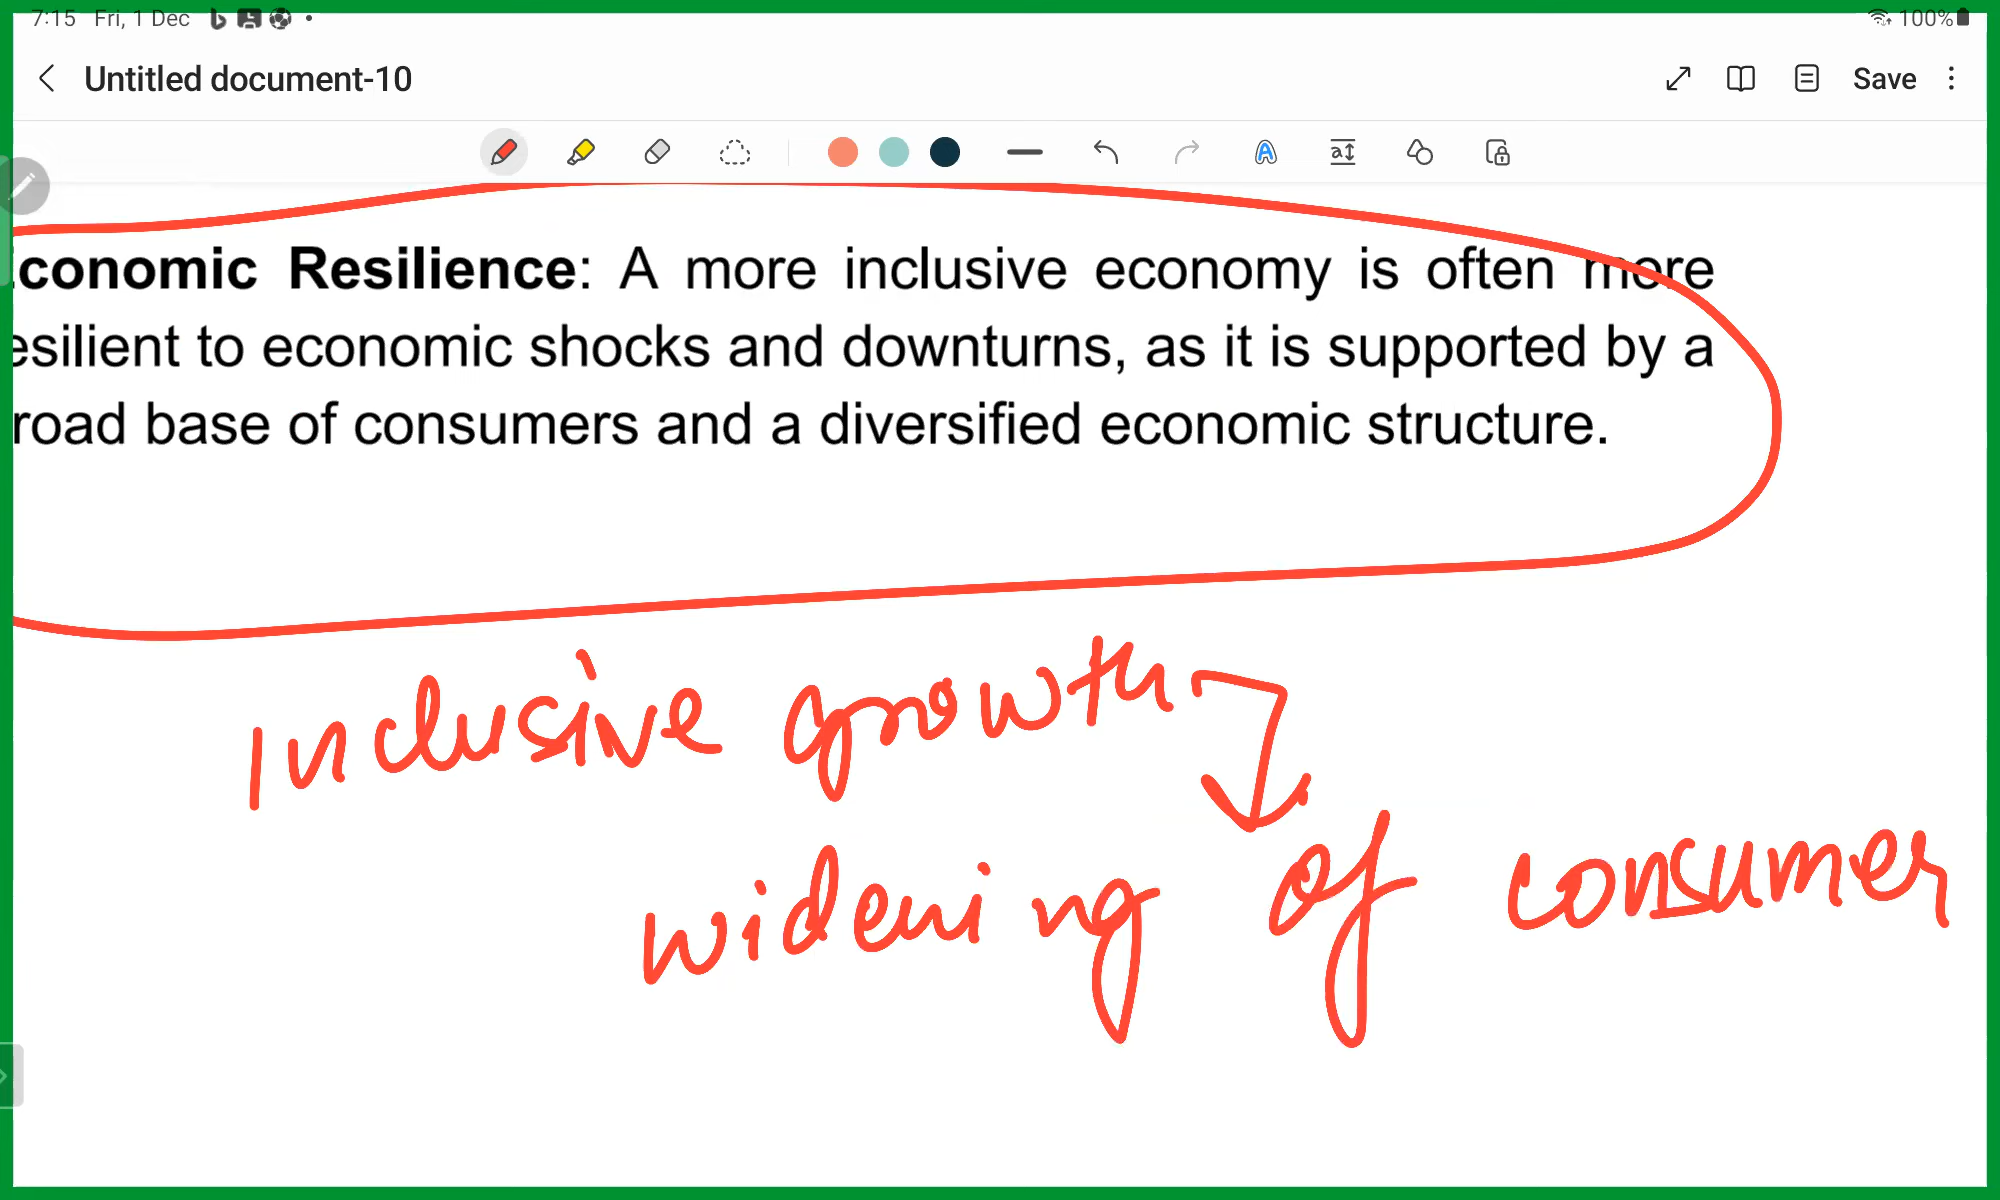 7:15 Fri, 1 Dec 100%
Untitled document-10 Save
conomic Resilience: A more inclusive economy is often more
esilient to economic shocks and downturns, as it is supported by a
road base of consumers and a diversified economic structure.
Inclusive growth
widening of consumer